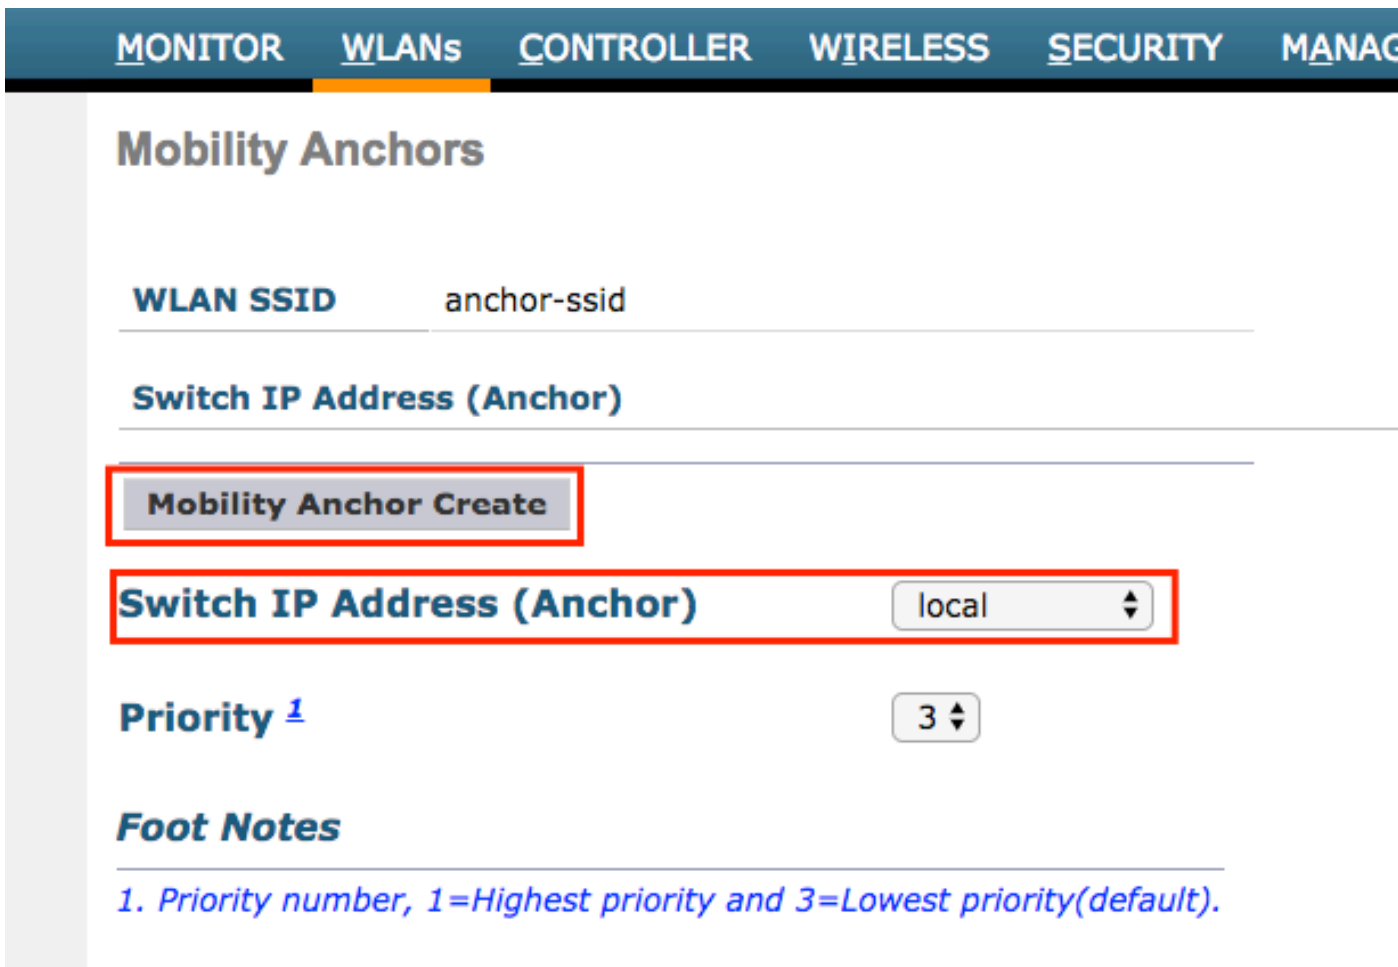 MONITOR WLANs CONTROLLER WIRELESS SECURITY MANAG
Mobility Anchors
WLAN SSID anchor-ssid
Switch IP Address (Anchor)
Mobility Anchor Create
Switch IP Address (Anchor) local
Priority 1 3
Foot Notes
1. Priority number, 1=Highest priority and 3=Lowest priority(default).